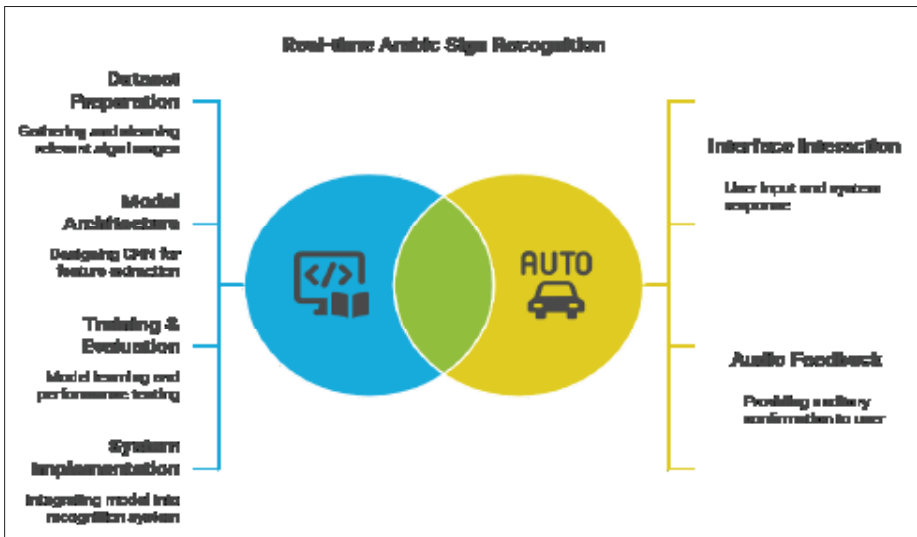 Real-time Arabic Sign Recognition
Dataset
Preparation
Gathering and cleaning
relevant sign images
Model
Architecture
Designing CNN for
feature extraction
Training &
Evaluation
Model learning and
performance testing
System
Implementation
Integrating model into
recognition system
AUTO
Interface Interaction
User input and system
response
Audio Feedback
Providing auditory
confirmation to user